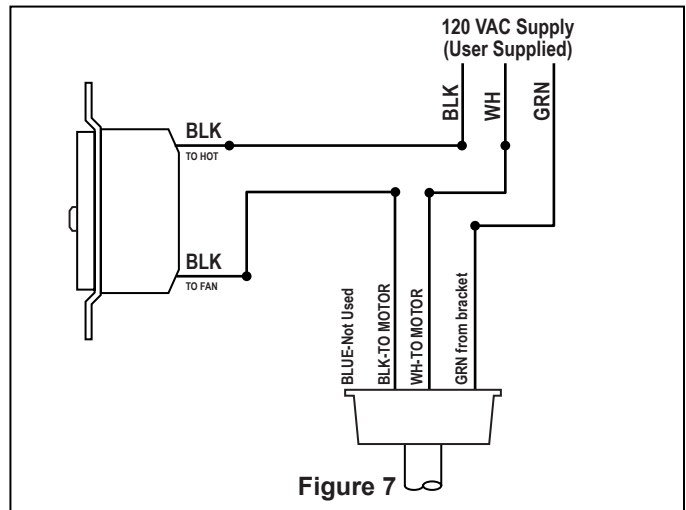 120 VAC Supply
(User Supplied)
BLK
WH
GRN
BLK
TO HOT
BLK
TO FAN
BLUE-Not Used
BLK-TO MOTOR
WH-TO MOTOR
GRN from bracket
Figure 7